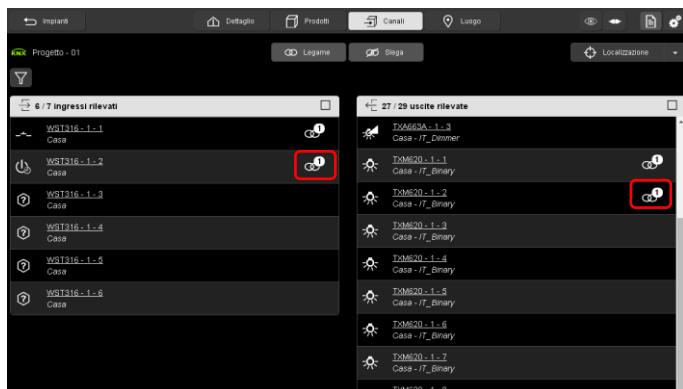 Impianti
Dettaglio
Prodotti
Canali
Luogo
KNX Progetto - 01
Legame
Slega
Localizzazione
6 / 7 ingressi rilevati
WST316 - 1 - 1
Casa
1
WST316 - 1 - 2
Casa
1
WST316 - 1 - 3
Casa
WST316 - 1 - 4
Casa
WST316 - 1 - 5
Casa
WST316 - 1 - 6
Casa
27 / 29 uscite rilevate
TXA663A - 1 - 3
Casa - IT_Dimmer
TXM620 - 1 - 1
Casa - IT_Binary
1
TXM620 - 1 - 2
Casa - IT_Binary
1
TXM620 - 1 - 3
Casa - IT_Binary
TXM620 - 1 - 4
Casa - IT_Binary
TXM620 - 1 - 5
Casa - IT_Binary
TXM620 - 1 - 6
Casa - IT_Binary
TXM620 - 1 - 7
Casa - IT_Binary